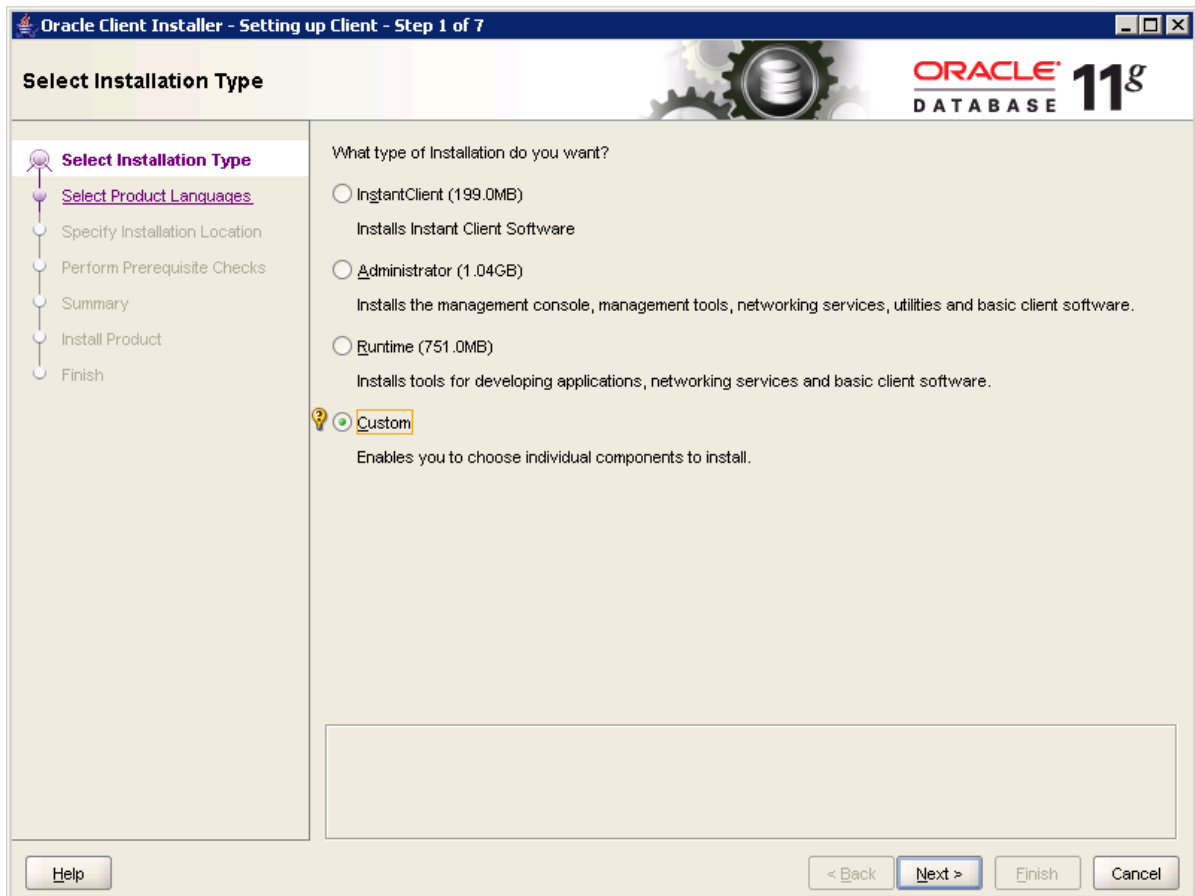 Oracle Client Installer - Setting up Client - Step 1 of 7
Select Installation Type
ORACLE
DATABASE 11g
Select Installation Type
Select Product Languages
Specify Installation Location
Perform Prerequisite Checks
Summary
Install Product
Finish
What type of Installation do you want?
InstantClient (199.0MB)
Installs Instant Client Software
Administrator (1.04GB)
Installs the management console, management tools, networking services, utilities and basic client software.
Runtime (751.0MB)
Installs tools for developing applications, networking services and basic client software.
Custom
Enables you to choose individual components to install.
Help
< Back
Next >
Finish
Cancel